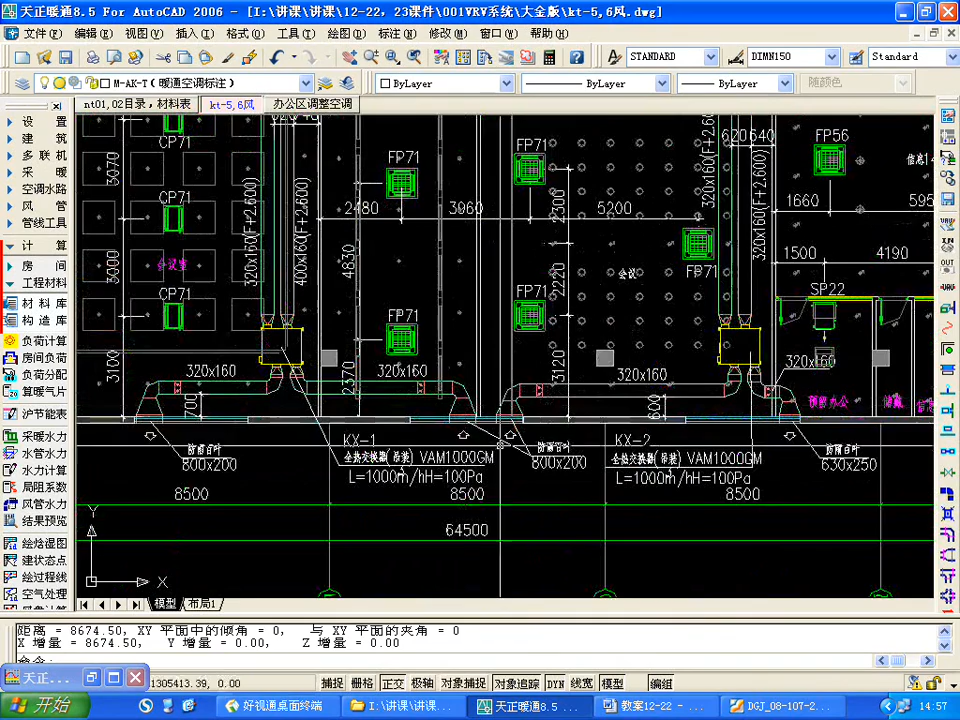 天正暖通8.5 For AutoCAD 2006 - [I:\讲课\讲课\12-22，23课件\001VRV系统\大金版\kt-5,6风.dwg]
文件(F) 编辑(E) 视图(V) 插入(I) 格式(O) 工具(T) 绘图(D) 标注(N) 修改(M) 窗口(W) 帮助(H)
STANDARD DIMN150 Standard
M-AK-T(暖通空调标注) ByLayer ByLayer ByLayer 随颜色
nt01,02目录,材料表 kt-5,6风 办公区调整空调
设 置
建 筑
多 联 机
采 暖
空调水路
风 管
管线工具
计 算
房 间
工程材料
材 料 库
构 造 库
负荷计算
房间负荷
负荷分配
算暖气片
沪节能表
采暖水力
水管水力
水力计算
局阻系数
风管水力
结果预览
绘焓湿图
建状态点
绘过程线
空气处理
CP71 FP71 FP71 620 640 FP56
3070 320x160(F+2.600) 320x160(F+2.600)
CP71 2480 3960 2300 5200 1660 595
320x160(F+2.600) 400x160(F+2.600) 320x160(F+2.600)
3000 会议室 4830 2220 会议 FP71 1500 4190
CP71 FP71 FP71 SP22
3100 320x160 2370 320x160 3120 320x160 320x160
700 600 储藏
KX-1 防雨百叶 KX-2 防雨百叶
防雨百叶 800x200 全热交换器(吊装) VAM1000GM 800x200 全热交换器(吊装) VAM1000GM 630x250
L=1000m³/hH=100Pa L=1000m³/hH=100Pa
8500 8500 8500
64500
Y
X
模型 布局1
距离 = 8674.50， XY 平面中的倾角 = 0， 与 XY 平面的夹角 = 0
X 增量 = 8674.50， Y 增量 = 0.00， Z 增量 = 0.00
命令:
天正... 1305413.39, 0.00 捕捉 栅格 正交 极轴 对象捕捉 对象追踪 DYN 线宽 模型 编组
开始 好视通桌面终端 I:\讲课\讲课... 天正暖通8.5 ... 教案12-22 - ... DGJ_08-107-2... 14:57